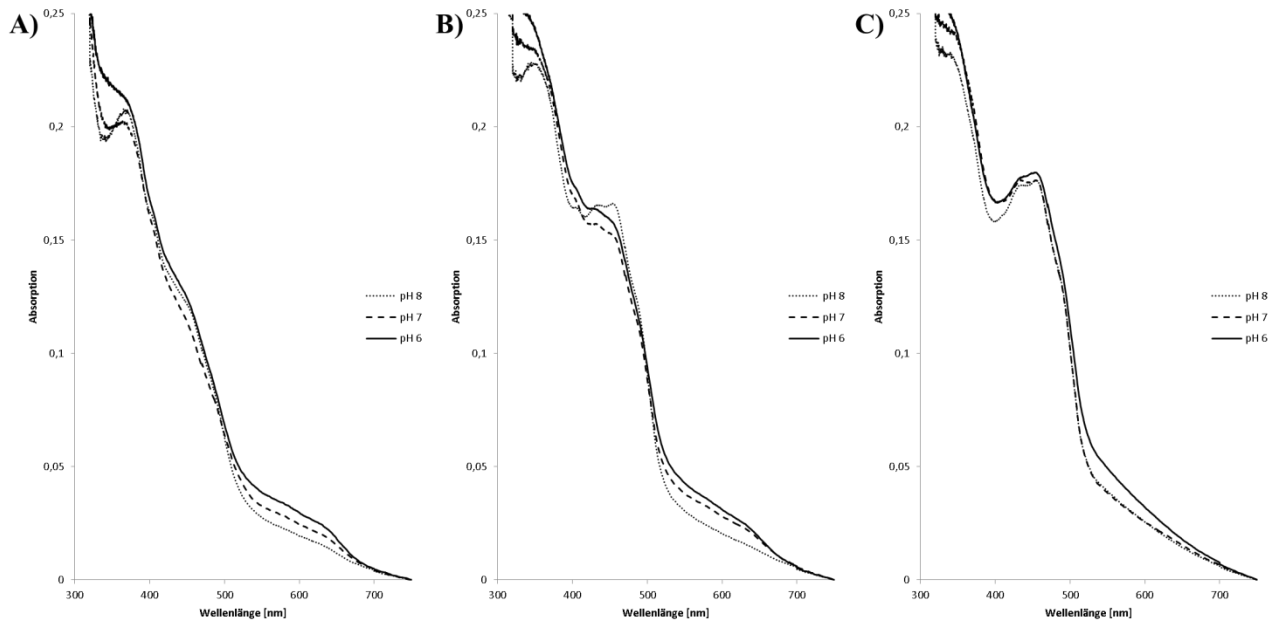 A)
0,25
0,2
0,15
0,1
0,05
0
Absorption
300 400 500 600 700
Wellenlänge [nm]
pH 8
pH 7
pH 6
B)
0,25
0,2
0,15
0,1
0,05
0
Absorption
300 400 500 600 700
Wellenlänge [nm]
pH 8
pH 7
pH 6
C)
0,25
0,2
0,15
0,1
0,05
0
Absorption
300 400 500 600 700
Wellenlänge [nm]
pH 8
pH 7
pH 6